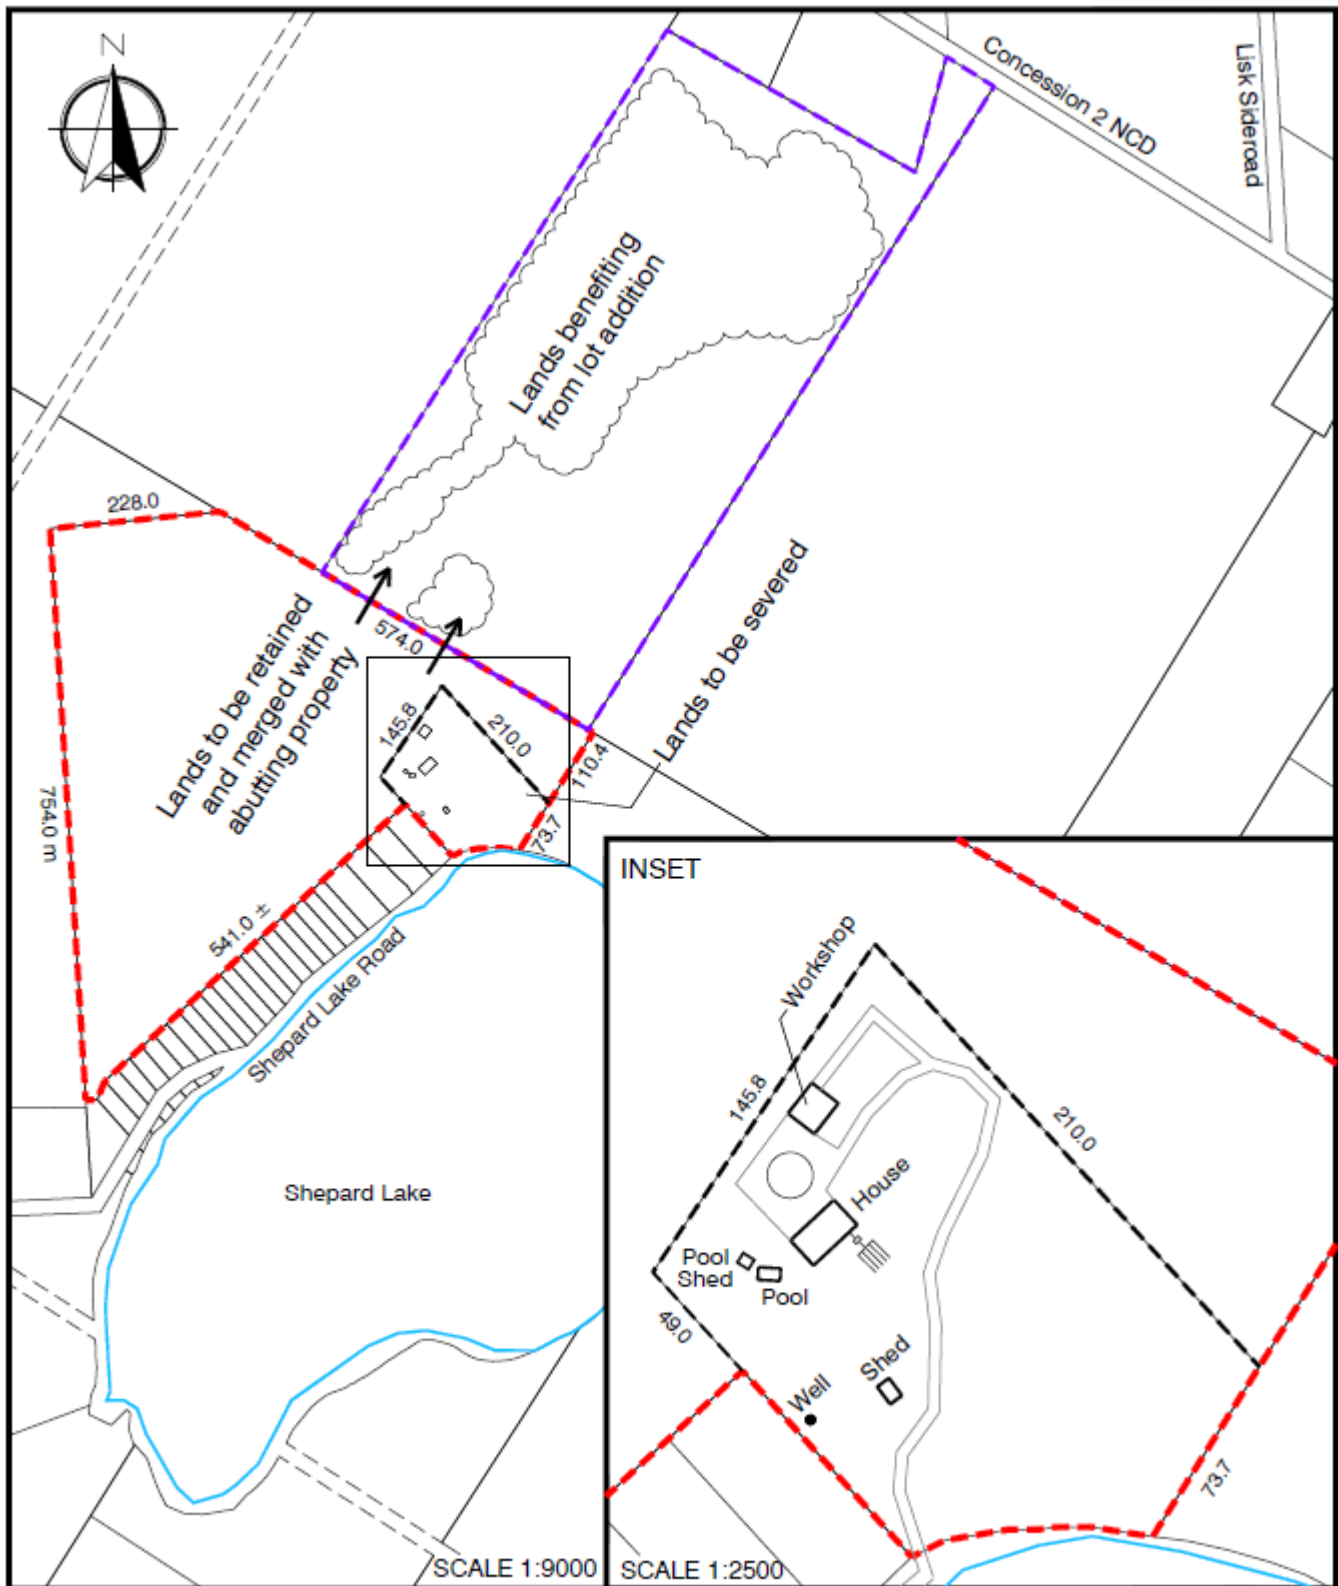 N
Concession 2 NCD
Lisk Sideroad
Lands benefiting
from lot addition
228.0
574.0
Lands to be retained
and merged with
abutting property
Lands to be severed
145.8
210.0
110.4
73.7
754.0 m
541.0 ±
Shepard Lake Road
Shepard Lake
SCALE 1:9000
INSET
Workshop
145.8
210.0
House
Pool
Shed
Pool
49.0
Shed
Well
73.7
SCALE 1:2500